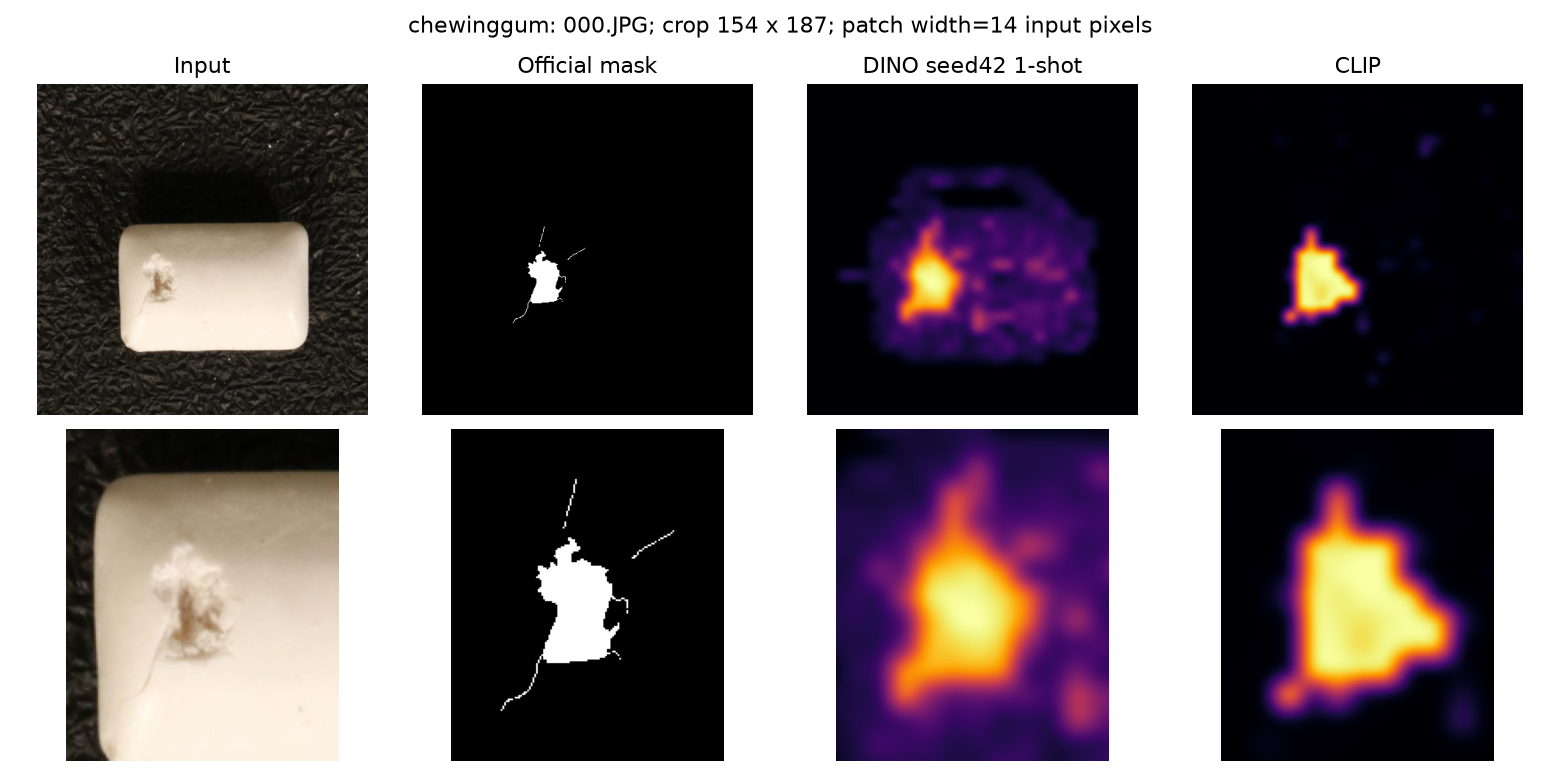 chewinggum: 000.JPG; crop 154 x 187; patch width=14 input pixels
Input
Official mask
DINO seed42 1-shot
CLIP